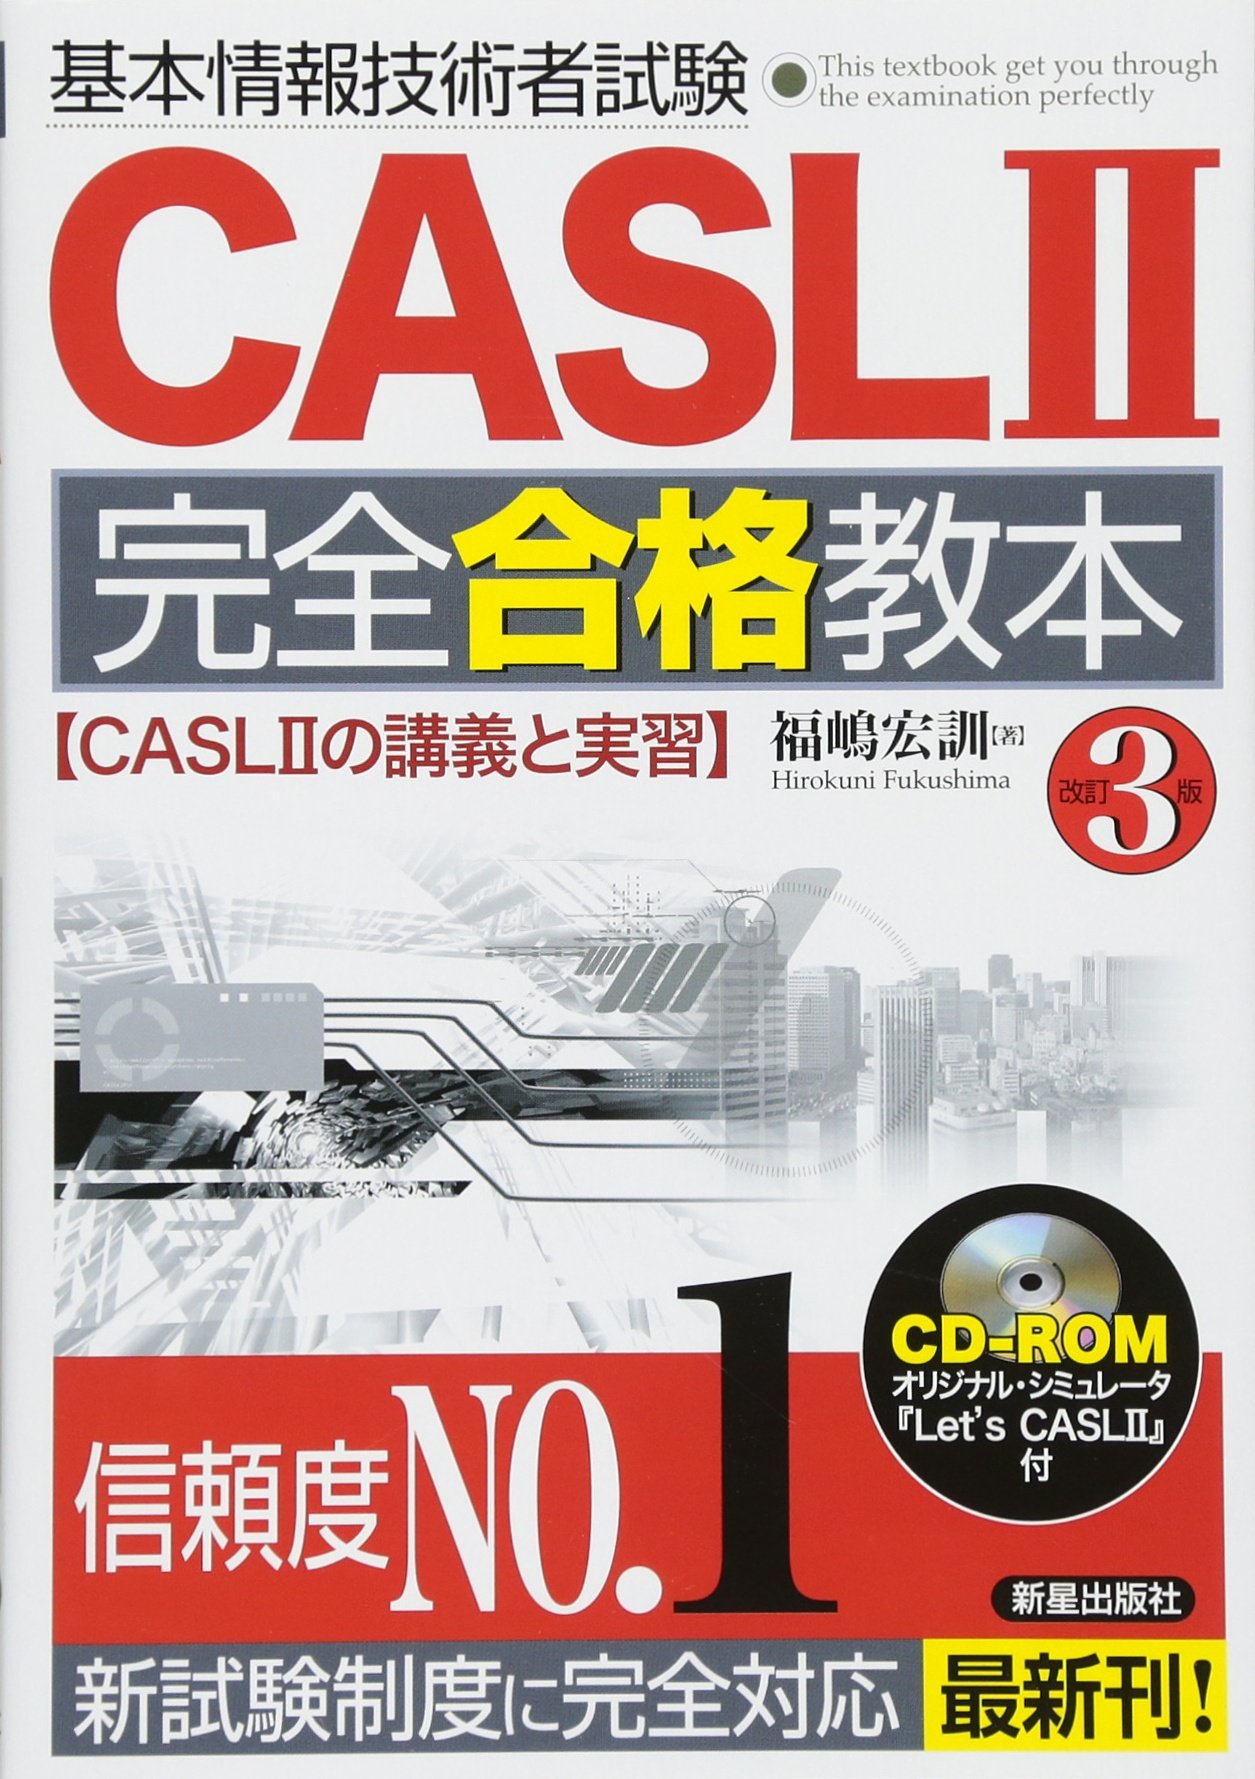 基本情報技術者試験
This textbook get you through
the examination perfectly
CASLⅡ
完全合格教本
【CASLⅡの講義と実習】
福嶋宏訓【著】
Hirokuni Fukushima
改訂3版
CD-ROM
オリジナル・シミュレータ
『Let's CASLⅡ』
付
信頼度NO.1
新星出版社
新試験制度に完全対応
最新刊!